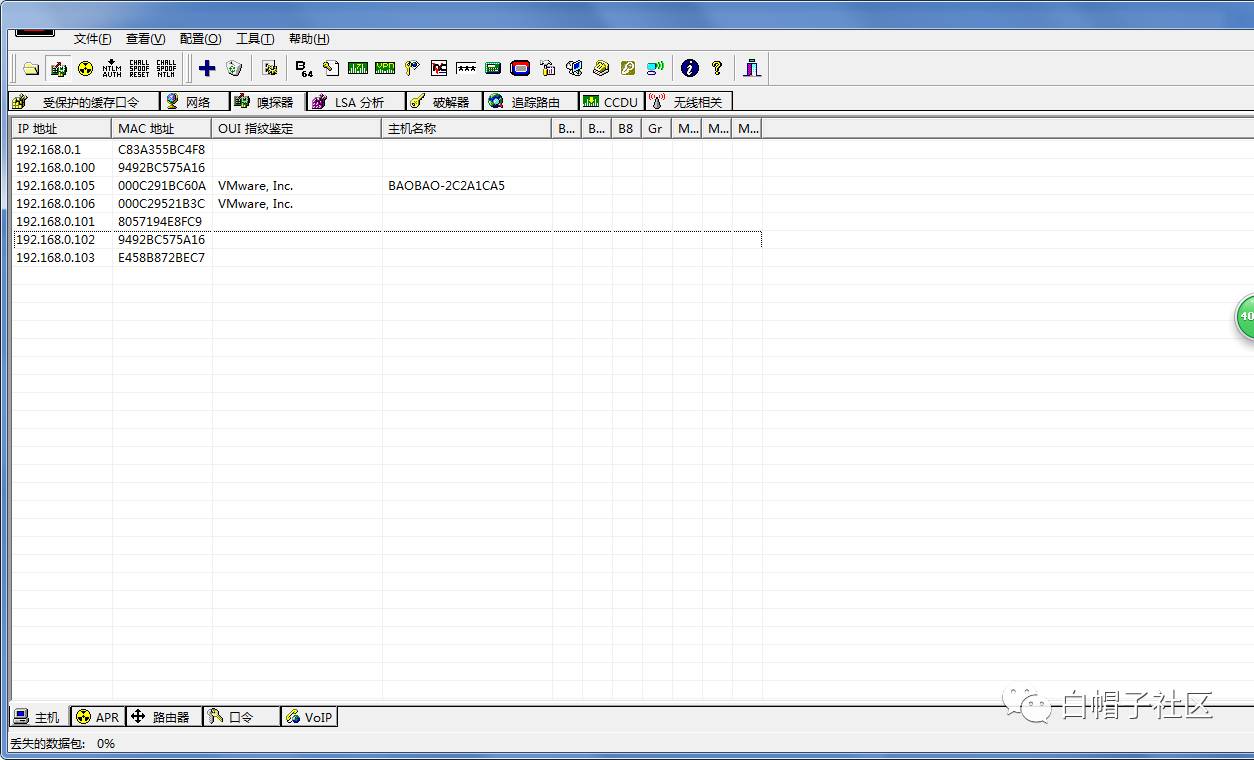 文件(F) 查看(V) 配置(O) 工具(T) 帮助(H)
NTLM AUTH CHALL SPOOF RESET CHALL SPOOF NTLM B64
受保护的缓存口令 网络 嗅探器 LSA 分析 破解器 追踪路由 CCDU 无线相关
IP 地址 MAC 地址 OUI 指纹鉴定 主机名称 B... B... B8 Gr M... M... M...
192.168.0.1 C83A355BC4F8
192.168.0.100 9492BC575A16
192.168.0.105 000C291BC60A VMware, Inc. BAOBAO-2C2A1CA5
192.168.0.106 000C29521B3C VMware, Inc.
192.168.0.101 8057194E8FC9
192.168.0.102 9492BC575A16
192.168.0.103 E458B872BEC7
40
主机 APR 路由器 口令 VoIP
白帽子社区
丢失的数据包: 0%